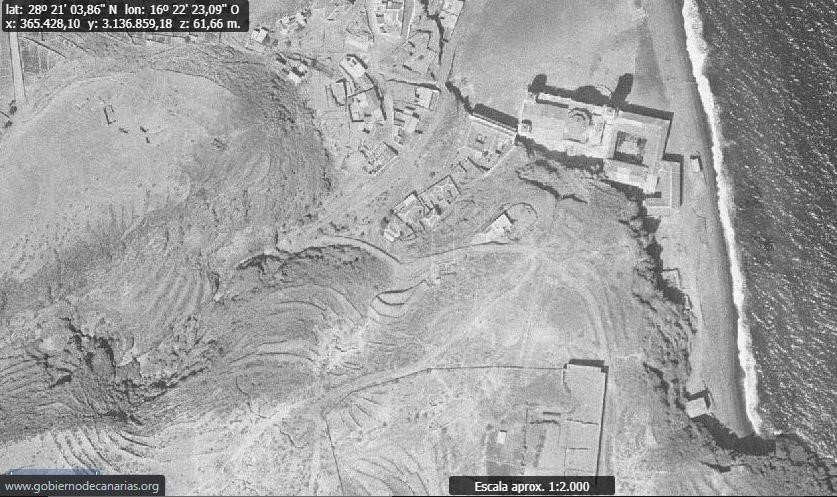 lat: 28º 21' 03,86" N lon: 16º 22' 23,09" O
x: 365.428,10 y: 3.136.859,18 z: 61,66 m.
www.gobiernodecanarias.org
Escala aprox. 1:2.000